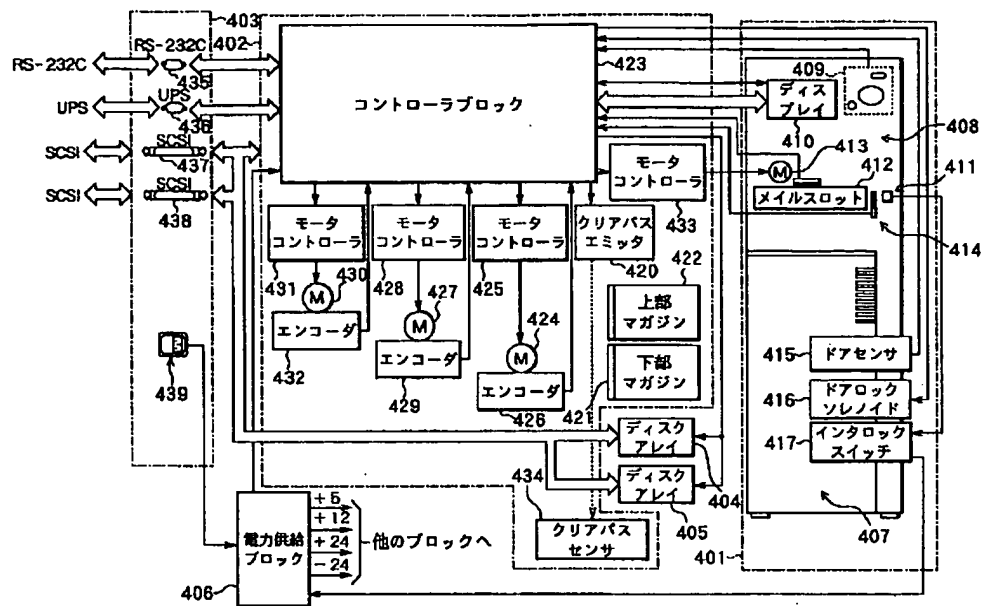 403
RS-232C
402
RS-232C
435
UPS
UPS
436
SCSI
SCSI
437
SCSI
SCSI
438
コントローラブロック
423
409
ディス
プレイ
410
408
413
M
412
411
メイルスロット
414
モータ
コントローラ
433
モータ
コントローラ
431
モータ
コントローラ
428
モータ
コントローラ
425
クリアパス
エミッタ
420
422
430
M
エンコーダ
432
427
M
エンコーダ
429
424
M
エンコーダ
426
上部
マガジン
下部
マガジン
421
415
ドアセンサ
416
ドアロック
ソレノイド
417
インタロック
スイッチ
439
ディスク
アレイ
404
ディスク
アレイ
405
434
クリアパス
センサ
401
407
電力供給
ブロック
406
+5
+12
+24
-24
他のブロックへ